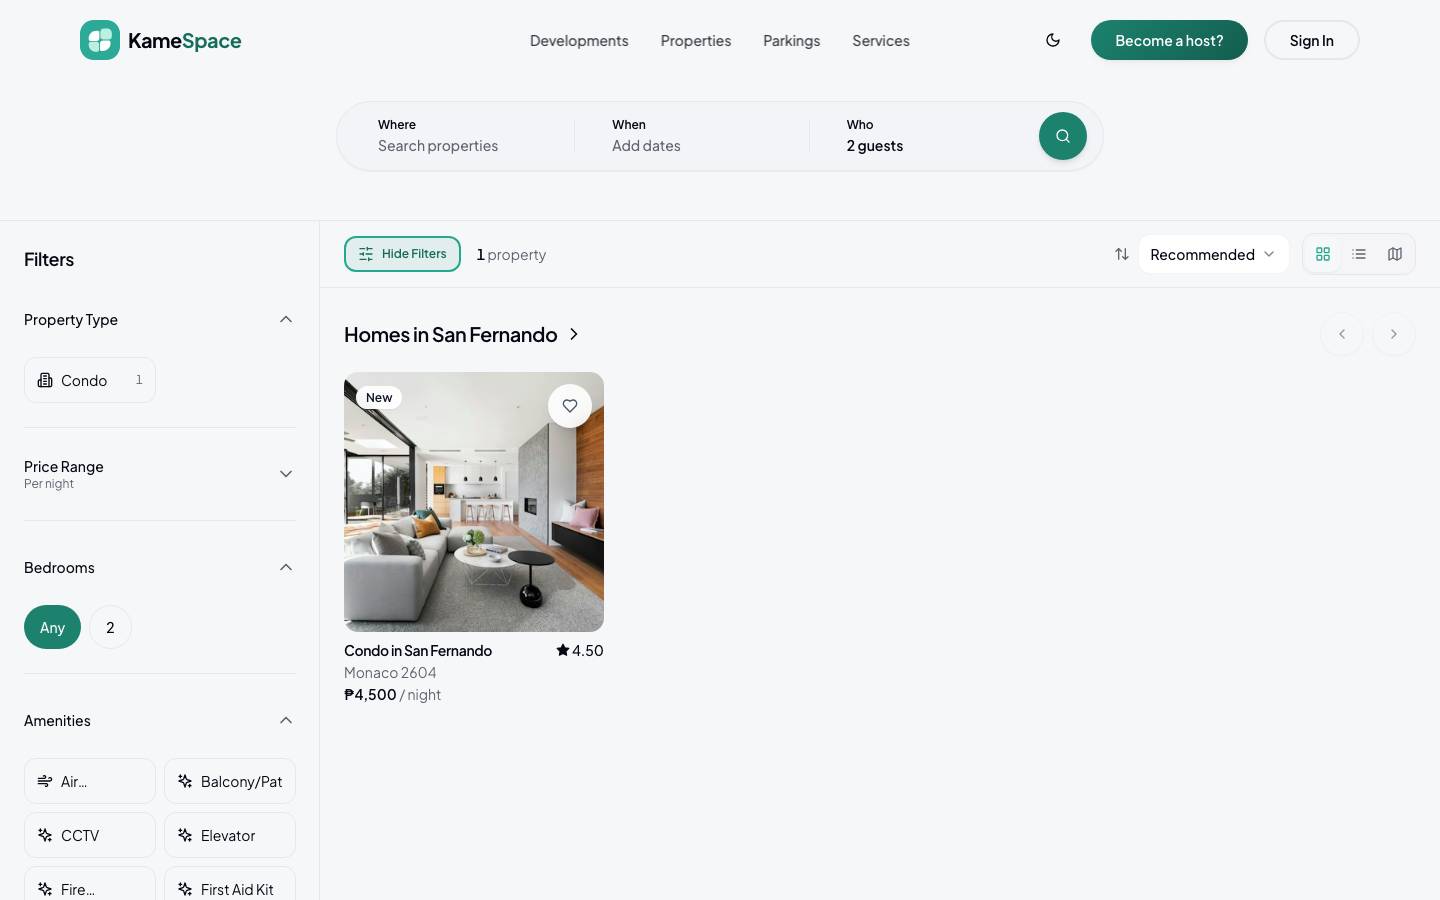 KameSpace
Developments
Properties
Parkings
Services
Become a host?
Sign In
Where
Search properties
When
Add dates
Who
2 guests
Filters
Hide Filters
1 property
Recommended
Property Type
Condo 1
Price Range
Per night
Bedrooms
Any
2
Amenities
Air...
Balcony/Pat
CCTV
Elevator
Fire...
First Aid Kit
Homes in San Fernando
New
Condo in San Fernando
4.50
Monaco 2604
₱4,500 / night